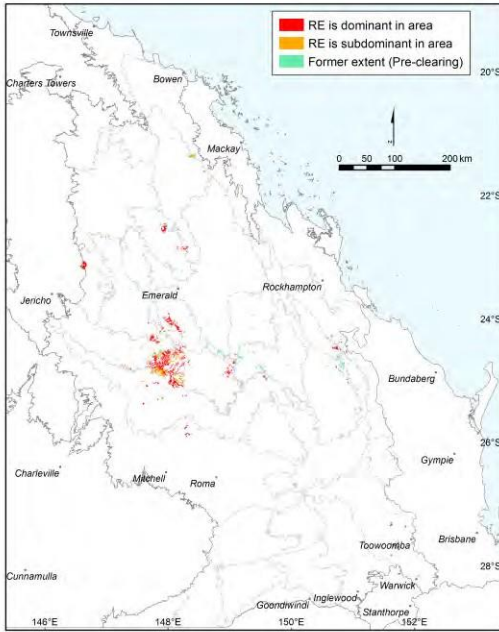 Townsville
RE is dominant in area
RE is subdominant in area
Former extent (Pre-clearing)
20°S
Charters Towers
Bowen
Mackay
0 50 100 200 km
22°S
Emerald
Rockhampton
Jericho
24°S
Bundaberg
26°S
Gympie
Charleville
Mitchell
Roma
Brisbane
Toowoomba
28°S
Cunnamulla
Warwick
Inglewood
Goondiwindi
Stanthorpe
146°E
148°E
150°E
152°E